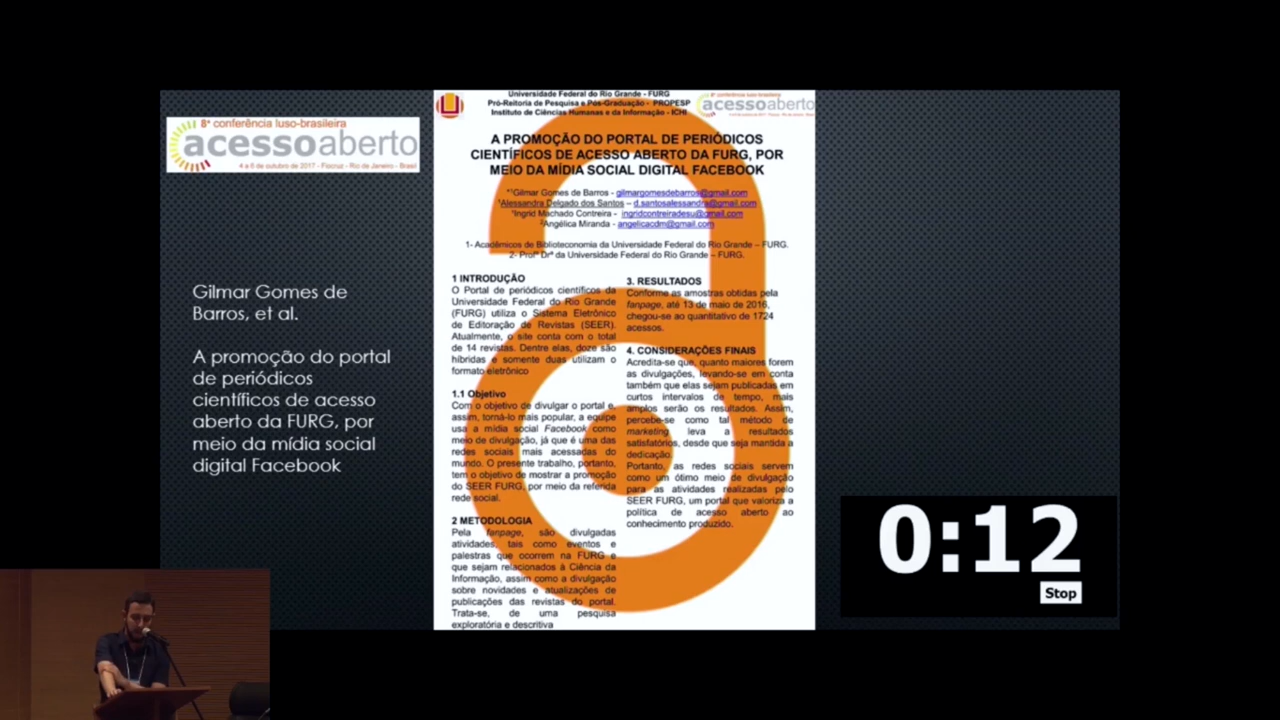 8ª conferência luso-brasileira
acessoaberto
4 a 6 de outubro de 2017 - Fiocruz - Rio de Janeiro - Brasil
Gilmar Gomes de
Barros, et al.
A promoção do portal
de periódicos
científicos de acesso
aberto da FURG, por
meio da mídia social
digital Facebook
Universidade Federal do Rio Grande - FURG
Pró-Reitoria de Pesquisa e Pós-Graduação - PROPESP
Instituto de Ciências Humanas e da Informação - ICHI
8ª conferência luso-brasileira
acessoaberto
A PROMOÇÃO DO PORTAL DE PERIÓDICOS
CIENTÍFICOS DE ACESSO ABERTO DA FURG, POR
MEIO DA MÍDIA SOCIAL DIGITAL FACEBOOK
*¹Gilmar Gomes de Barros - gilmargomesdebarros@gmail.com
¹Alessandra Delgado dos Santos – d.santosalessandra@gmail.com
¹Ingrid Machado Contreira - ingridcontreiradesu@gmail.com
²Angélica Miranda - angelicacdm@gmail.com
1- Acadêmicos de Biblioteconomia da Universidade Federal do Rio Grande – FURG.
2- Profª Drª da Universidade Federal do Rio Grande – FURG.
1 INTRODUÇÃO
O Portal de periódicos científicos da
Universidade Federal do Rio Grande
(FURG) utiliza o Sistema Eletrônico
de Editoração de Revistas (SEER).
Atualmente, o site conta com o total
de 14 revistas. Dentre elas, doze são
híbridas e somente duas utilizam o
formato eletrônico
1.1 Objetivo
Com o objetivo de divulgar o portal e,
assim, torná-lo mais popular, a equipe
usa a mídia social Facebook como
meio de divulgação, já que é uma das
redes sociais mais acessadas do
mundo. O presente trabalho, portanto,
tem o objetivo de mostrar a promoção
do SEER FURG, por meio da referida
rede social.
2 METODOLOGIA
Pela fanpage, são divulgadas
atividades, tais como eventos e
palestras que ocorrem na FURG e
que sejam relacionados à Ciência da
Informação, assim como a divulgação
sobre novidades e atualizações de
publicações das revistas do portal.
Trata-se, de uma pesquisa
exploratória e descritiva
3. RESULTADOS
Conforme as amostras obtidas pela
fanpage, até 13 de maio de 2016,
chegou-se ao quantitativo de 1724
acessos.
4. CONSIDERAÇÕES FINAIS
Acredita-se que, quanto maiores forem
as divulgações, levando-se em conta
também que elas sejam publicadas em
curtos intervalos de tempo, mais
amplos serão os resultados. Assim,
percebe-se como tal método de
marketing leva a resultados
satisfatórios, desde que seja mantida a
dedicação.
Portanto, as redes sociais servem
como um ótimo meio de divulgação
para as atividades realizadas pelo
SEER FURG, um portal que valoriza a
política de acesso aberto ao
conhecimento produzido.
0:12
Stop